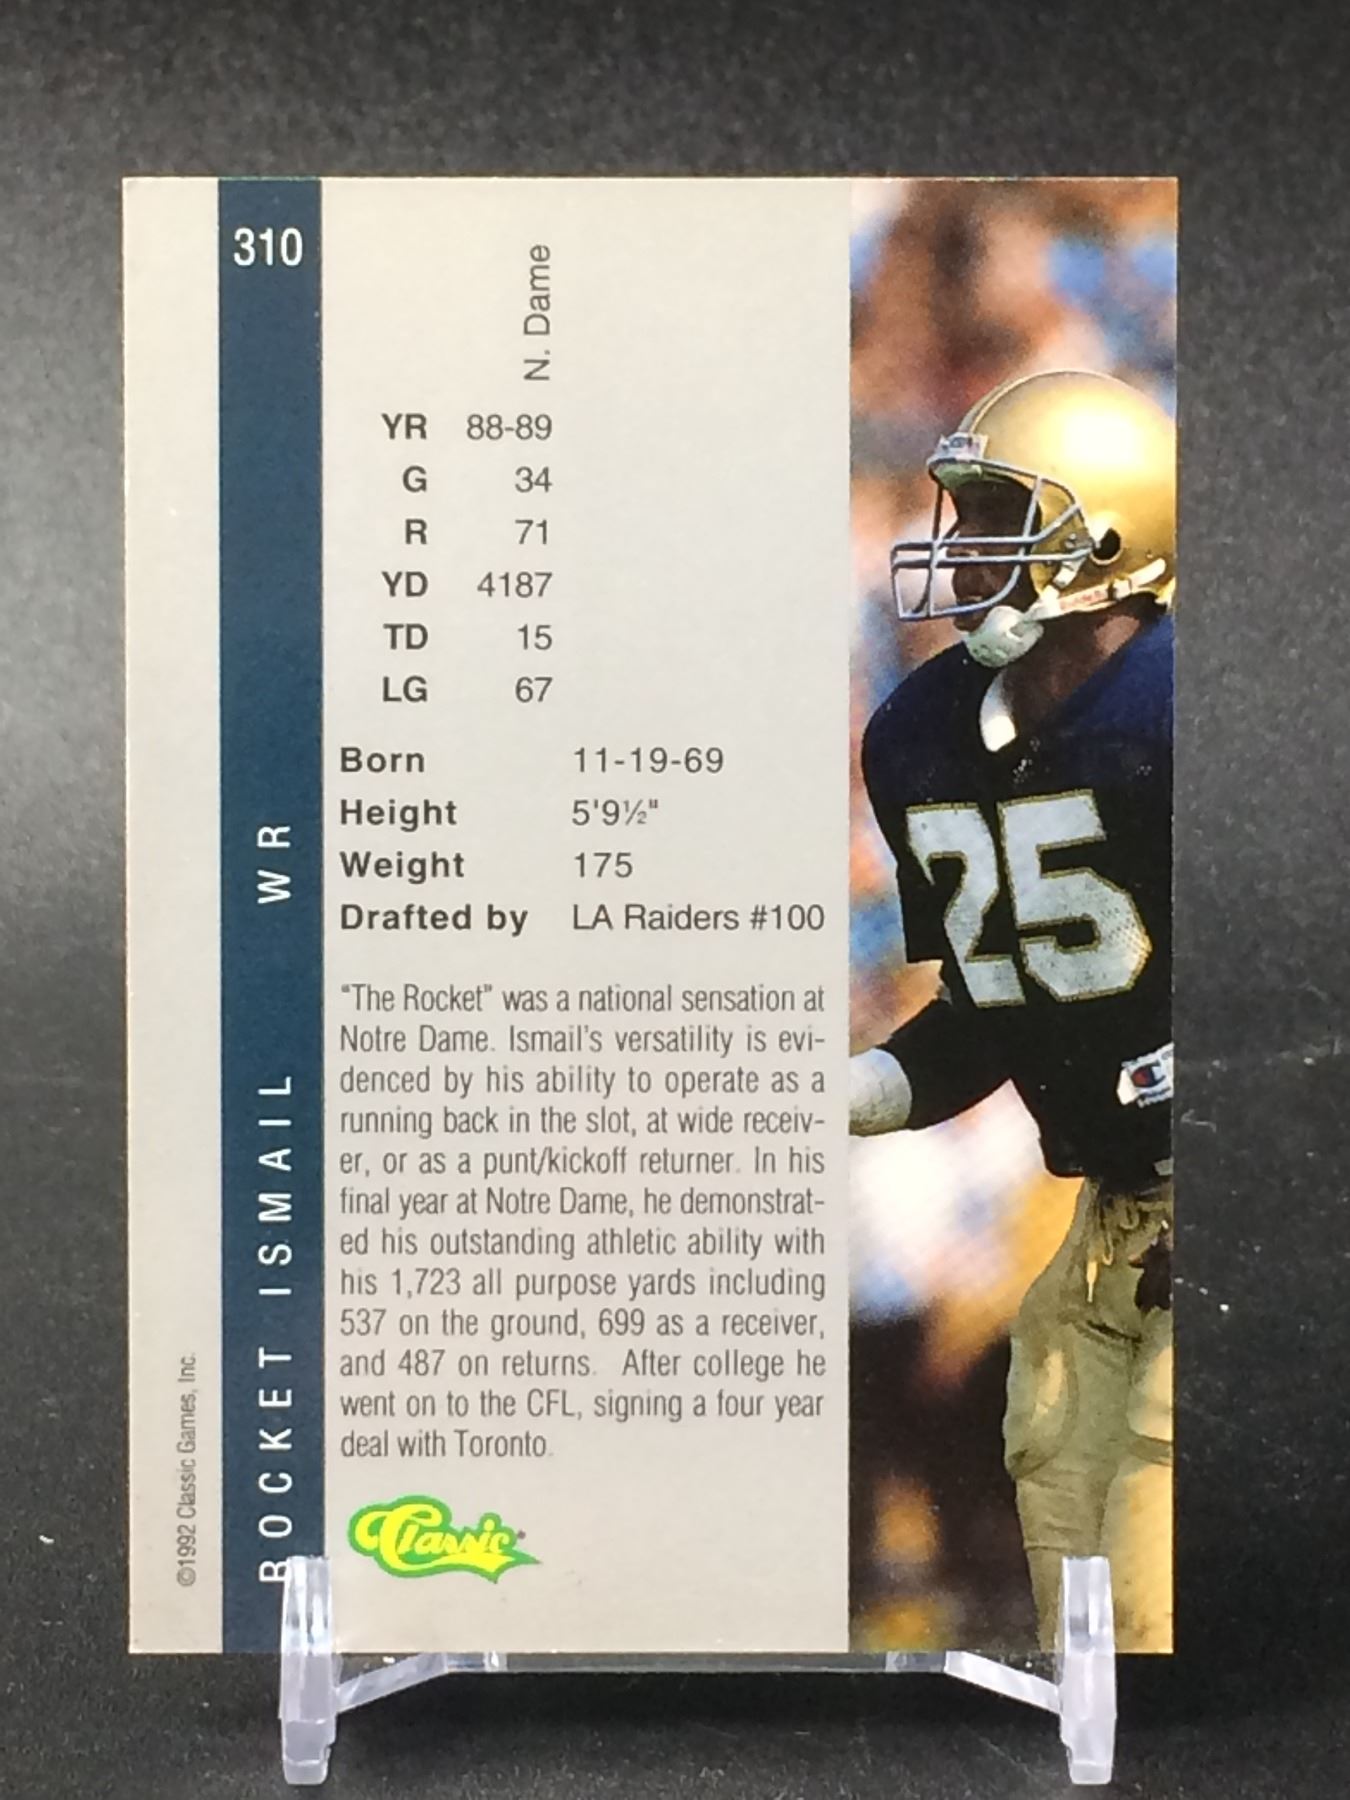 310
N. Dame
YR 88-89
G 34
R 71
YD 4187
TD 15
LG 67
Born 11-19-69
Height 5'9½"
Weight 175
Drafted by LA Raiders #100
"The Rocket" was a national sensation at
Notre Dame. Ismail's versatility is evi-
denced by his ability to operate as a
running back in the slot, at wide receiv-
er, or as a punt/kickoff returner. In his
final year at Notre Dame, he demonstrat-
ed his outstanding athletic ability with
his 1,723 all purpose yards including
537 on the ground, 699 as a receiver,
and 487 on returns. After college he
went on to the CFL, signing a four year
deal with Toronto.
Classic
ROCKET ISMAIL WR
©1992 Classic Games, Inc.
25